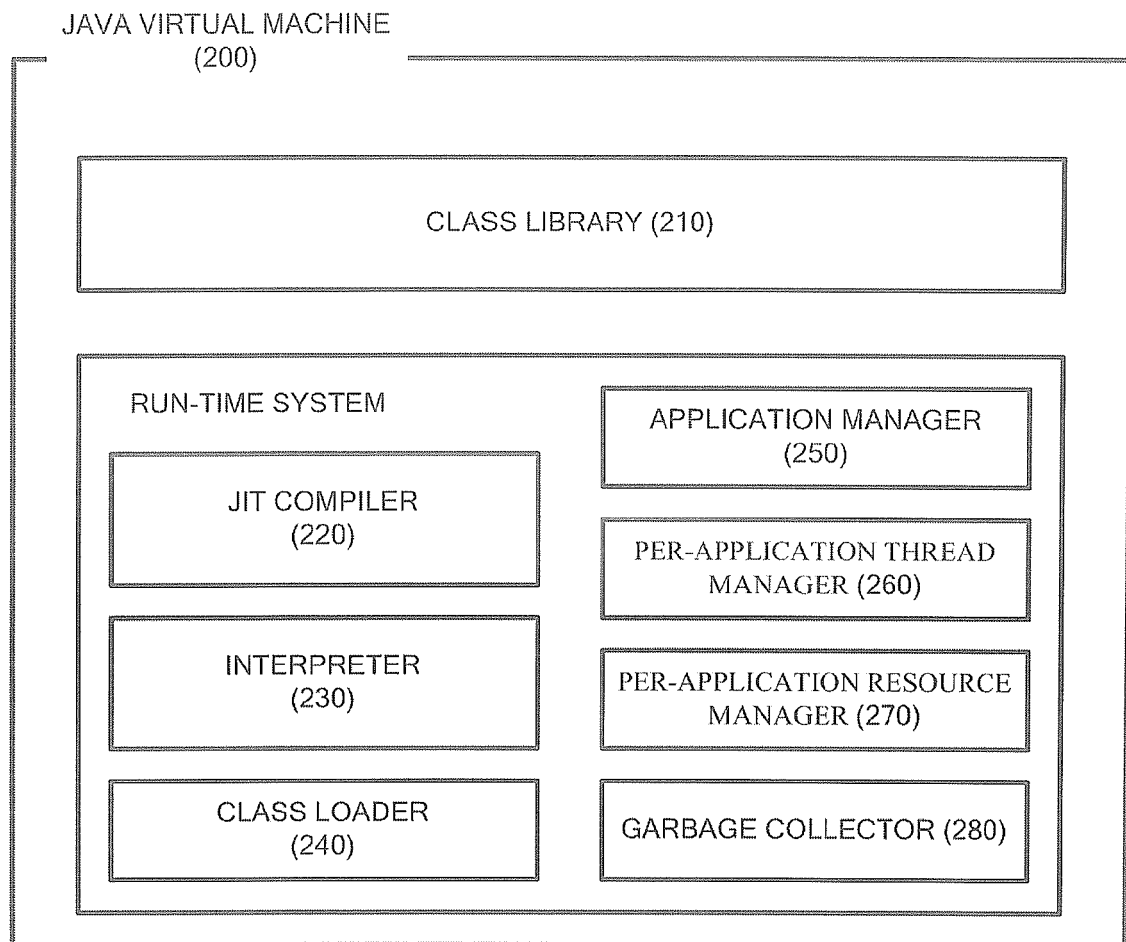 JAVA VIRTUAL MACHINE
(200)
CLASS LIBRARY (210)
RUN-TIME SYSTEM
JIT COMPILER
(220)
INTERPRETER
(230)
CLASS LOADER
(240)
APPLICATION MANAGER
(250)
PER-APPLICATION THREAD
MANAGER (260)
PER-APPLICATION RESOURCE
MANAGER (270)
GARBAGE COLLECTOR (280)